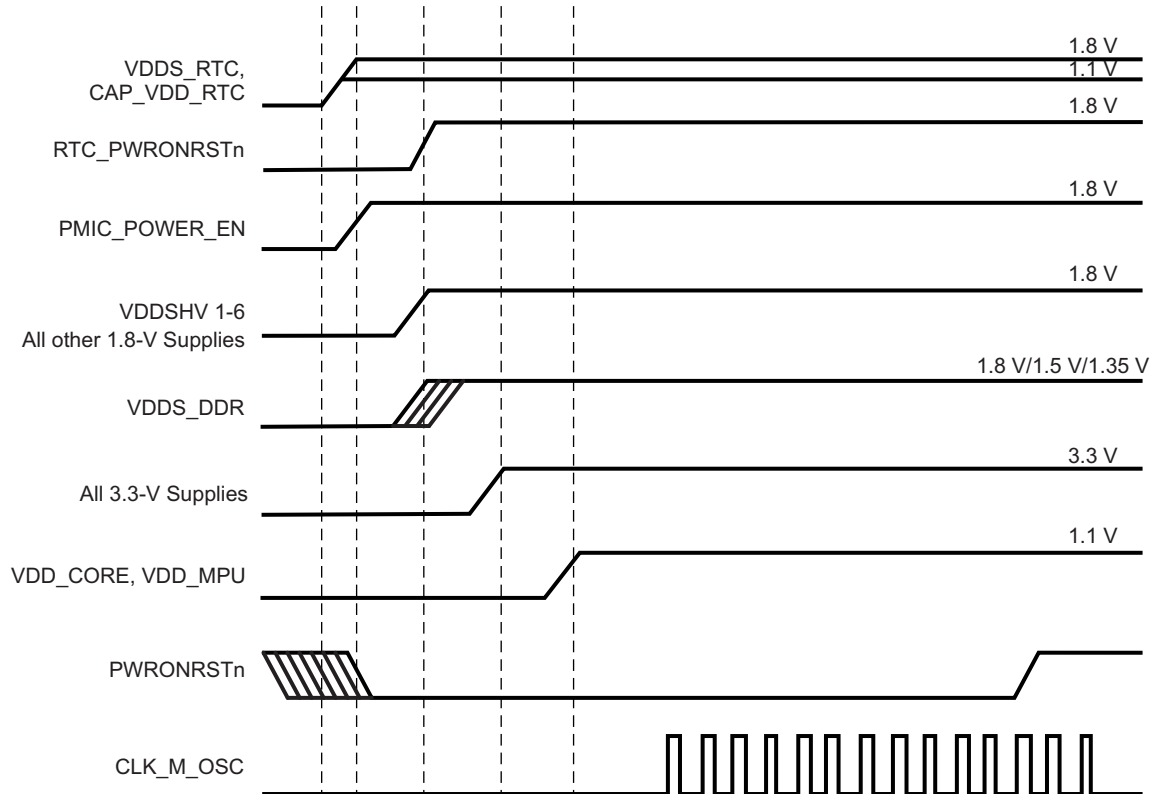 1.8 V
VDDS_RTC,
1.1 V
CAP_VDD_RTC
1.8 V
RTC_PWRONRSTn
1.8 V
PMIC_POWER_EN
1.8 V
VDDSHV 1-6
All other 1.8-V Supplies
1.8 V/1.5 V/1.35 V
VDDS_DDR
3.3 V
All 3.3-V Supplies
1.1 V
VDD_CORE, VDD_MPU
PWRONRSTn
CLK_M_OSC